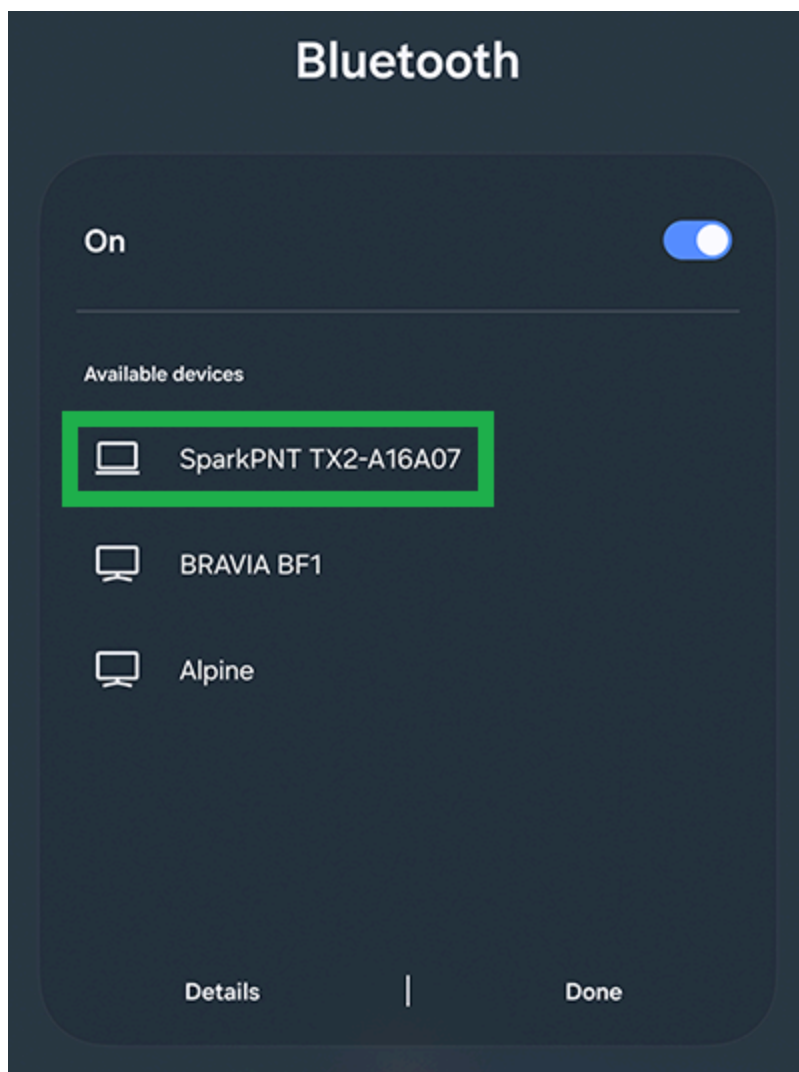 Bluetooth
On
Available devices
SparkPNT TX2-A16A07
BRAVIA BF1
Alpine
Details | Done